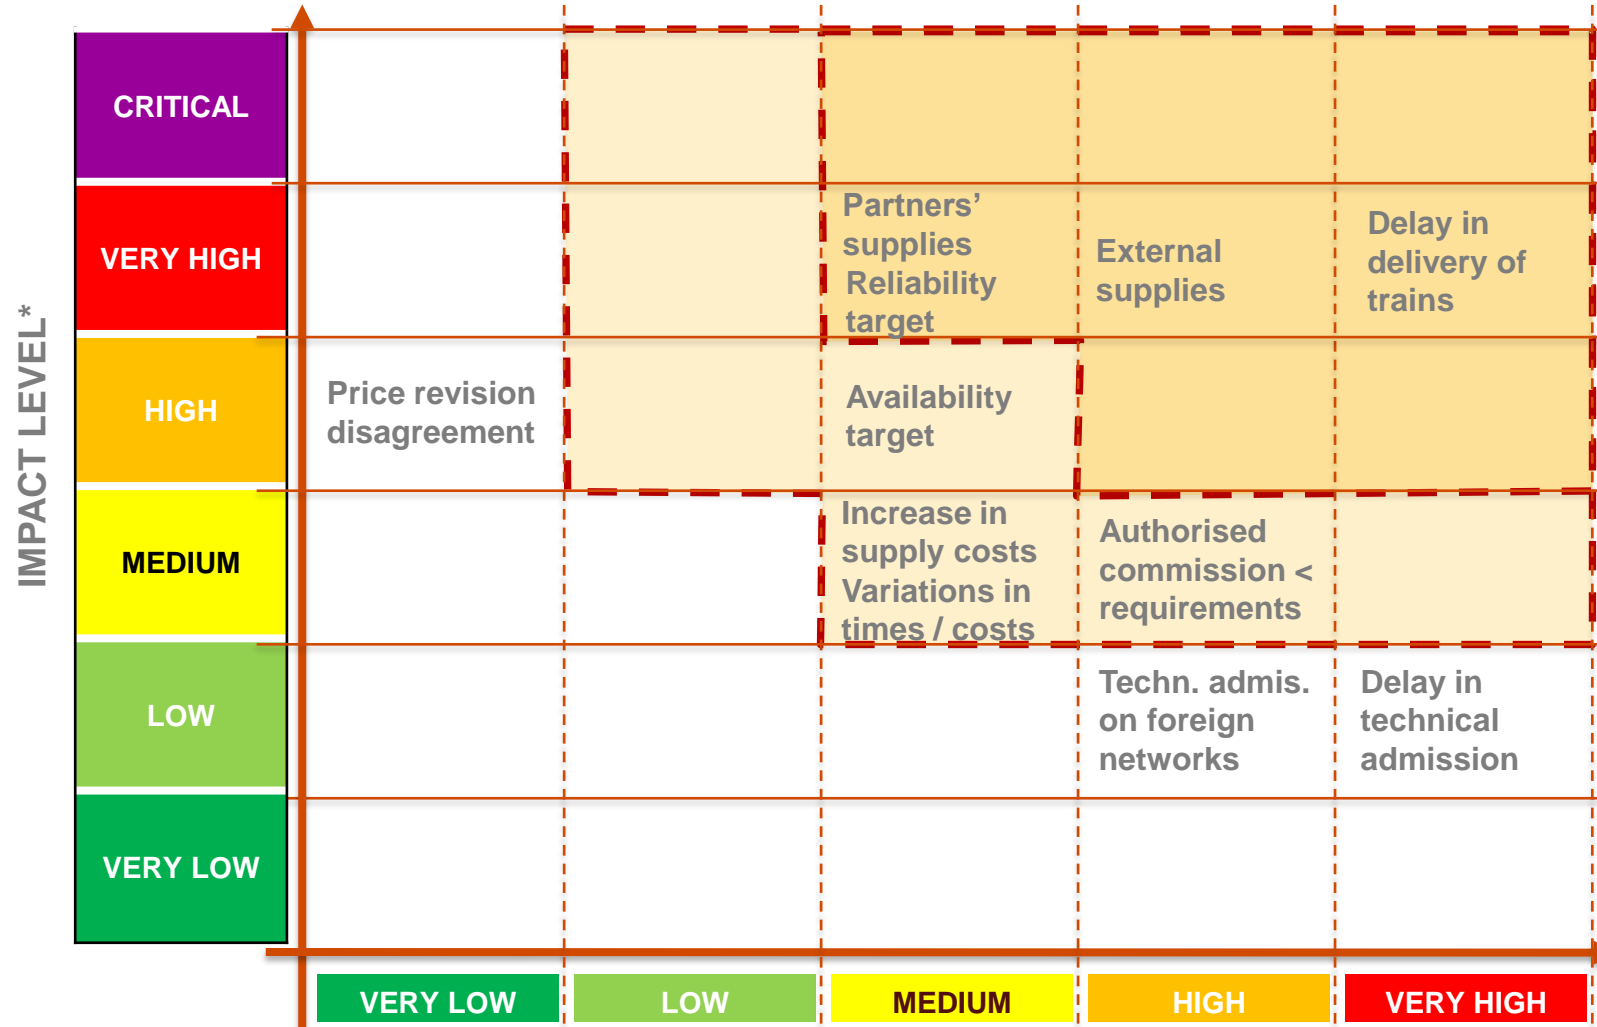 IMPACT LEVEL*
CRITICAL
VERY HIGH
Partners’
supplies
Reliability
target
External
supplies
Delay in
delivery of
trains
HIGH
Price revision
disagreement
Availability
target
MEDIUM
Increase in
supply costs
Variations in
times / costs
Authorised
commission <
requirements
LOW
Techn. admis.
on foreign
networks
Delay in
technical
admission
VERY LOW
VERY LOW
LOW
MEDIUM
HIGH
VERY HIGH